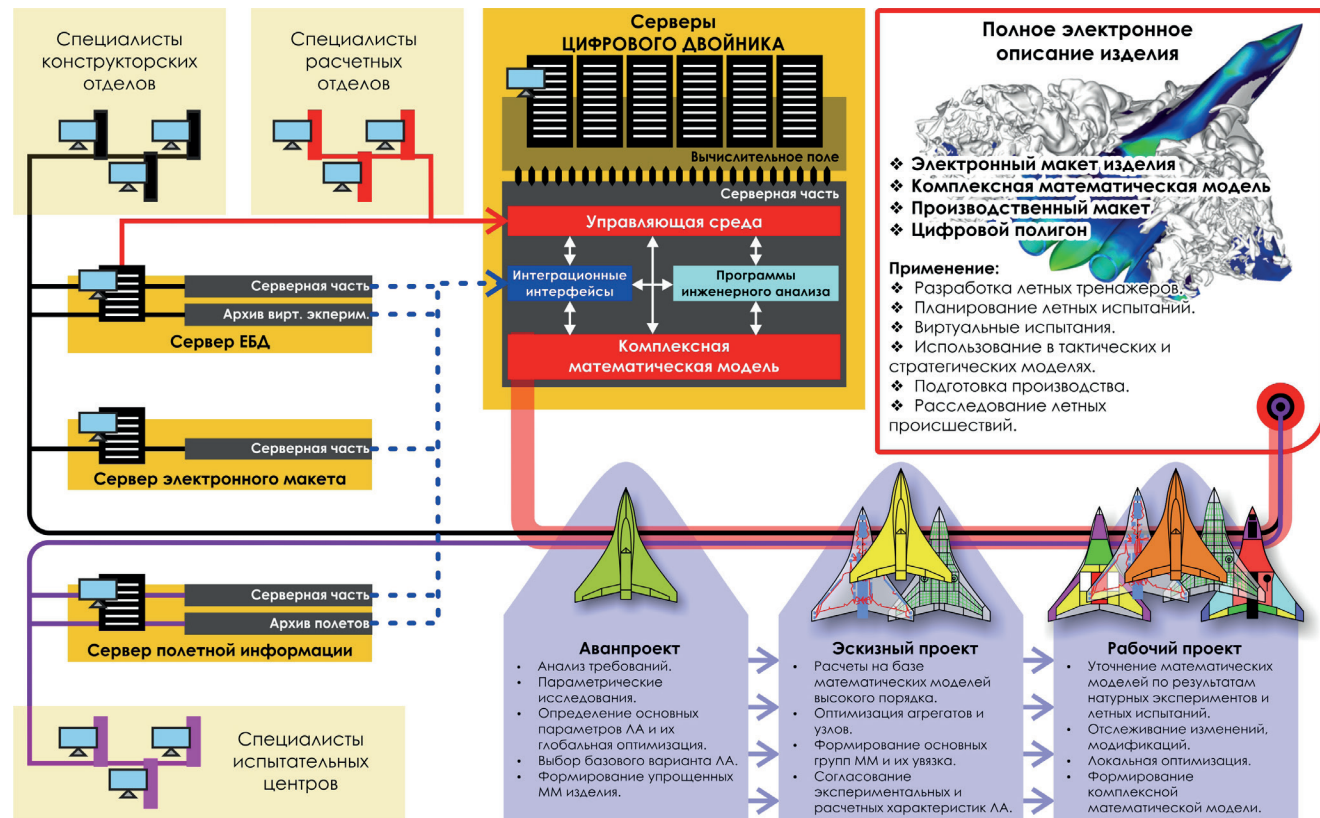 Специалисты
конструкторских
отделов
Специалисты
расчетных
отделов
Серверы
ЦИФРОВОГО ДВОЙНИКА
Вычислительное поле
Серверная часть
Управляющая среда
Интеграционные
интерфейсы
Программы
инженерного анализа
Комплексная
математическая модель
Полное электронное
описание изделия
❖ Электронный макет изделия
❖ Комплексная математическая модель
❖ Производственный макет
❖ Цифровой полигон
Применение:
❖ Разработка летных тренажеров.
❖ Планирование летных испытаний.
❖ Виртуальные испытания.
❖ Использование в тактических и
стратегических моделях.
❖ Подготовка производства.
❖ Расследование летных
происшествий.
Серверная часть
Архив вирт. эксперим.
Сервер ЕБД
Серверная часть
Сервер электронного макета
Серверная часть
Архив полетов
Сервер полетной информации
Специалисты
испытательных
центров
Аванпроект
• Анализ требований.
• Параметрические
исследования.
• Определение основных
параметров ЛА и их
глобальная оптимизация.
• Выбор базового варианта ЛА.
• Формирование упрощенных
ММ изделия.
Эскизный проект
• Расчеты на базе
математических моделей
высокого порядка.
• Оптимизация агрегатов и
узлов.
• Формирование основных
групп ММ и их увязка.
• Согласование
экспериментальных и
расчетных характеристик ЛА.
Рабочий проект
• Уточнение математических
моделей по результатам
натурных экспериментов и
летных испытаний.
• Отслеживание изменений,
модификаций.
• Локальная оптимизация.
• Формирование
комплексной
математической модели.